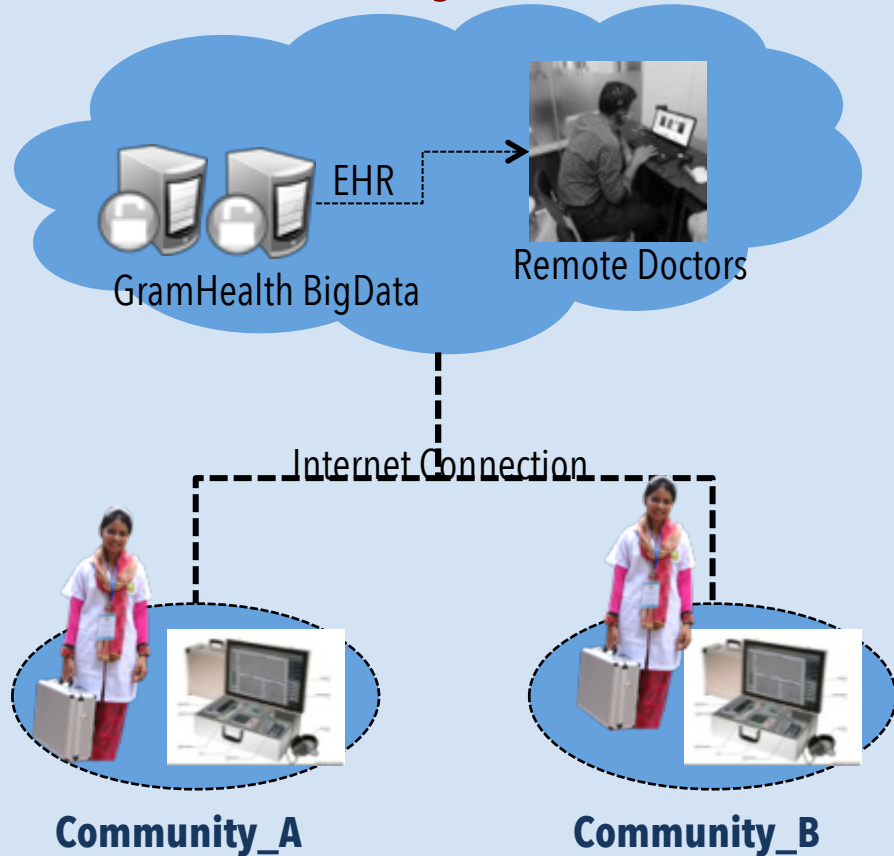 EHR
GramHealth BigData
Remote Doctors
Internet Connection
Community_A
Community_B